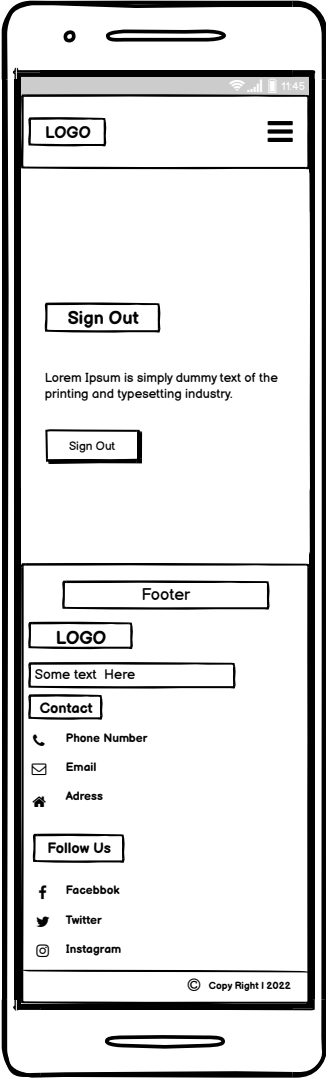 11:45
LOGO
Sign Out
Lorem Ipsum is simply dummy text of the
printing and typesetting industry.
Sign Out
Footer
LOGO
Some text Here
Contact
Phone Number
Email
Adress
Follow Us
Facebbok
Twitter
Instagram
© Copy Right | 2022